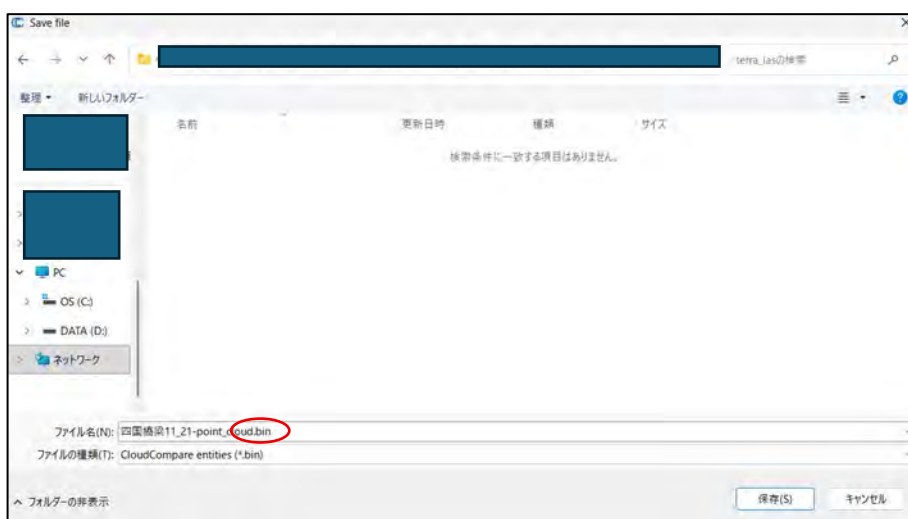 Save file
terra_lasの検索
整理
新しいフォルダー
名前 更新日時 種類 サイズ
検索条件に一致する項目はありません。
PC
OS (C:)
DATA (D:)
ネットワーク
ファイル名(N): 四国橋梁11_21-point_cloud.bin
ファイルの種類(T): CloudCompare entities (*.bin)
フォルダーの非表示
保存(S) キャンセル